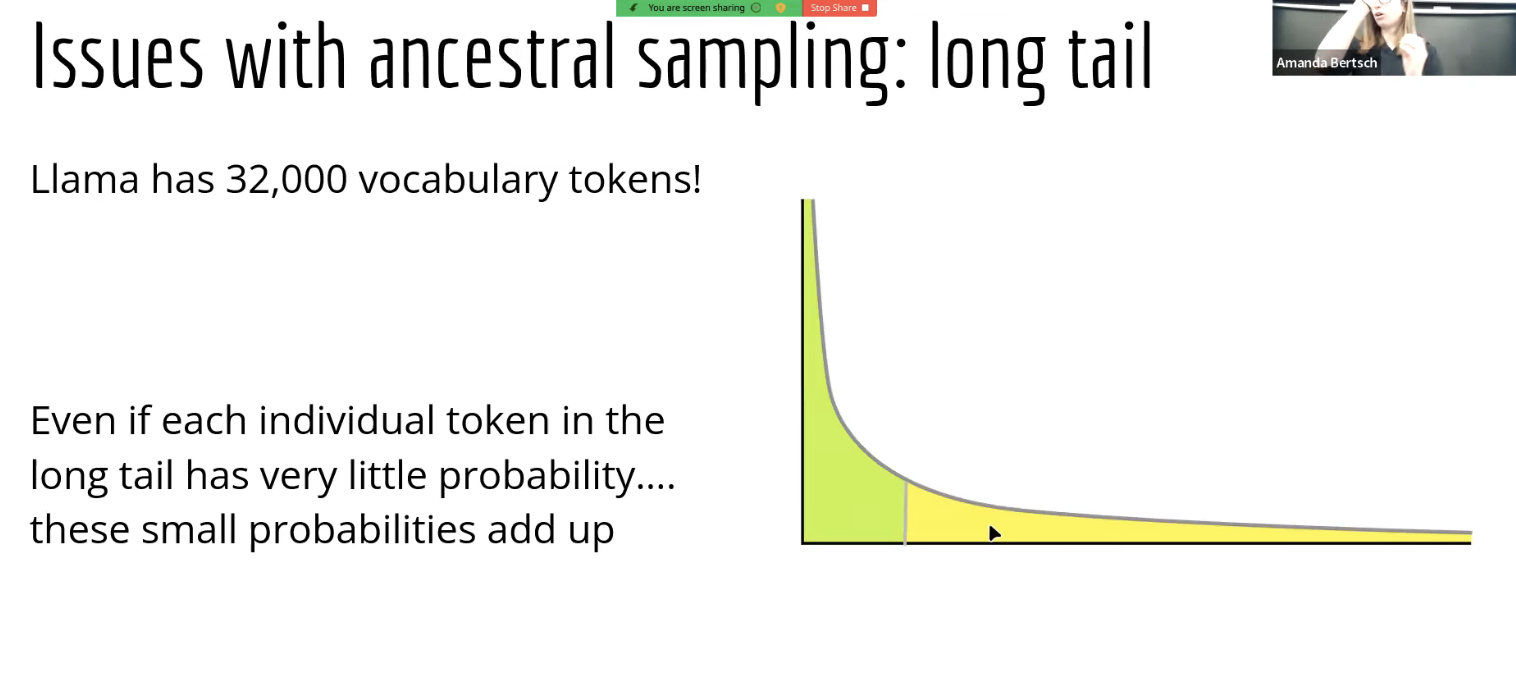 You are screen sharing
Stop Share
Issues with ancestral sampling: long tail
Amanda Bertsch
Llama has 32,000 vocabulary tokens!
Even if each individual token in the
long tail has very little probability....
these small probabilities add up